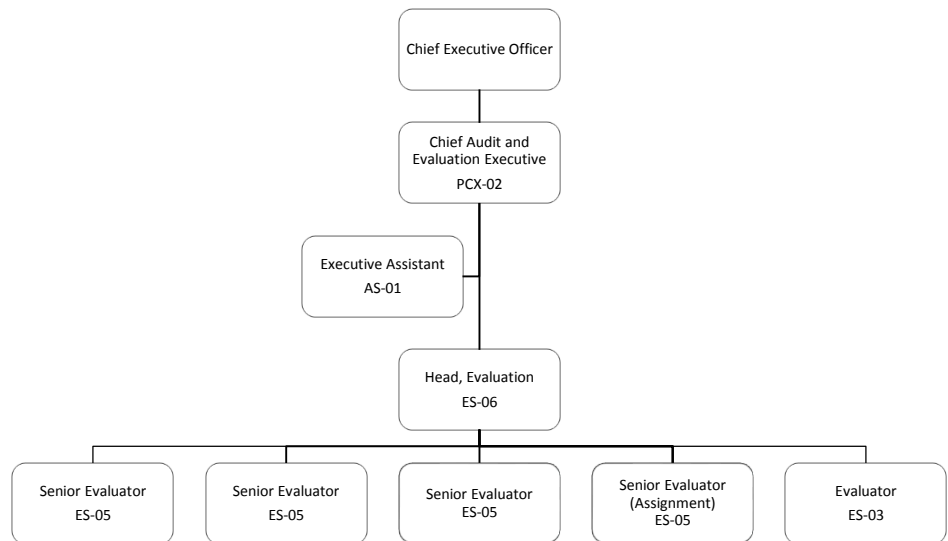 Chief Executive Officer
Chief Audit and
Evaluation Executive
PCX-02
Executive Assistant
AS-01
Head, Evaluation
ES-06
Senior Evaluator
ES-05
Senior Evaluator
ES-05
Senior Evaluator
ES-05
Senior Evaluator
(Assignment)
ES-05
Evaluator
ES-03